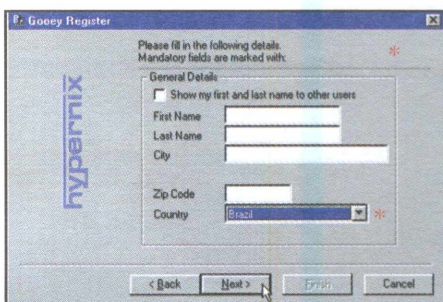 Gooey Register
Please fill in the following details.
Mandatory fields are marked with: *
hypernix
General Details
Show my first and last name to other users
First Name
Last Name
City
Zip Code
Country Brazil *
< Back Next > Finish Cancel